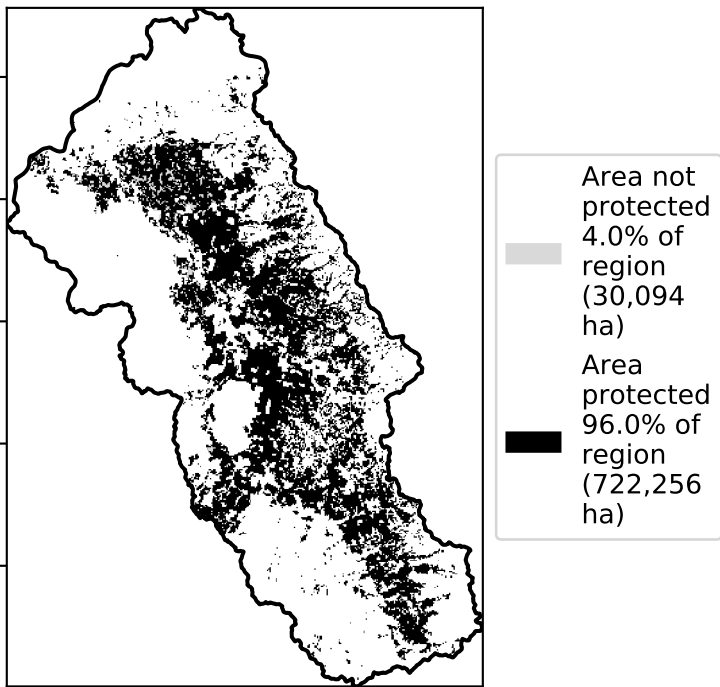 Area not
protected
4.0% of
region
(30,094
ha)
Area
protected
96.0% of
region
(722,256
ha)